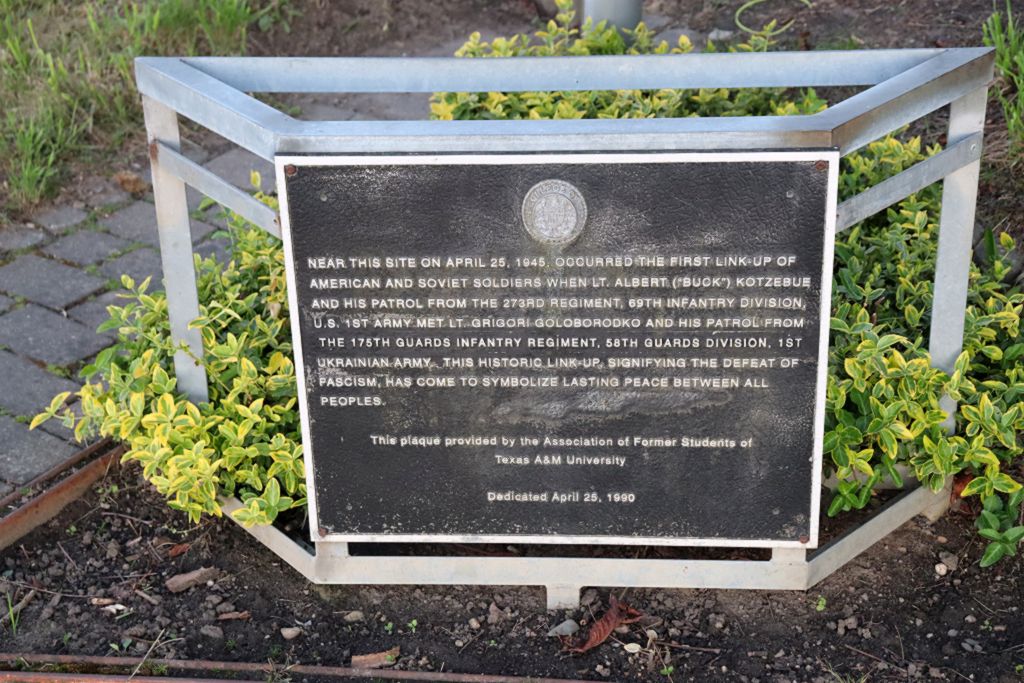 NEAR THIS SITE ON APRIL 25, 1945, OCCURRED THE FIRST LINK-UP OF
AMERICAN AND SOVIET SOLDIERS WHEN LT. ALBERT ("BUCK") KOTZEBUE
AND HIS PATROL FROM THE 273RD REGIMENT, 69TH INFANTRY DIVISION,
U.S. 1ST ARMY MET LT. GRIGORI GOLOBORODKO AND HIS PATROL FROM
THE 175TH GUARDS INFANTRY REGIMENT, 58TH GUARDS DIVISION, 1ST
UKRAINIAN ARMY. THIS HISTORIC LINK-UP, SIGNIFYING THE DEFEAT OF
FASCISM, HAS COME TO SYMBOLIZE LASTING PEACE BETWEEN ALL
PEOPLES.
This plaque provided by the Association of Former Students of
Texas A&M University
Dedicated April 25, 1990